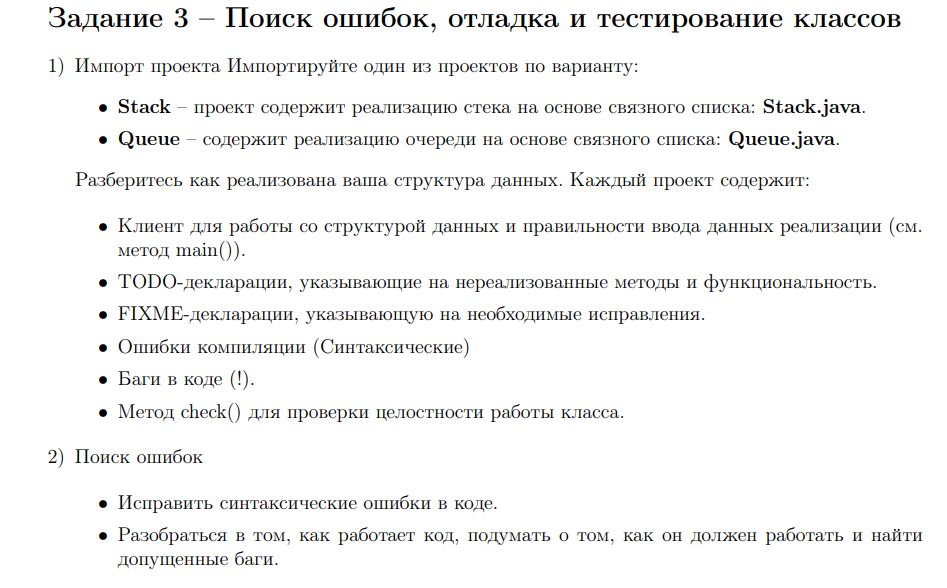 Задание 3 – Поиск ошибок, отладка и тестирование классов
1) Импорт проекта Импортируйте один из проектов по варианту:
• Stack – проект содержит реализацию стека на основе связного списка: Stack.java.
• Queue – содержит реализацию очереди на основе связного списка: Queue.java.
Разберитесь как реализована ваша структура данных. Каждый проект содержит:
• Клиент для работы со структурой данных и правильности ввода данных реализации (см.
метод main()).
• TODO-декларации, указывающие на нереализованные методы и функциональность.
• FIXME-декларации, указывающую на необходимые исправления.
• Ошибки компиляции (Синтаксические)
• Баги в коде (!).
• Метод check() для проверки целостности работы класса.
2) Поиск ошибок
• Исправить синтаксические ошибки в коде.
• Разобраться в том, как работает код, подумать о том, как он должен работать и найти
допущенные баги.